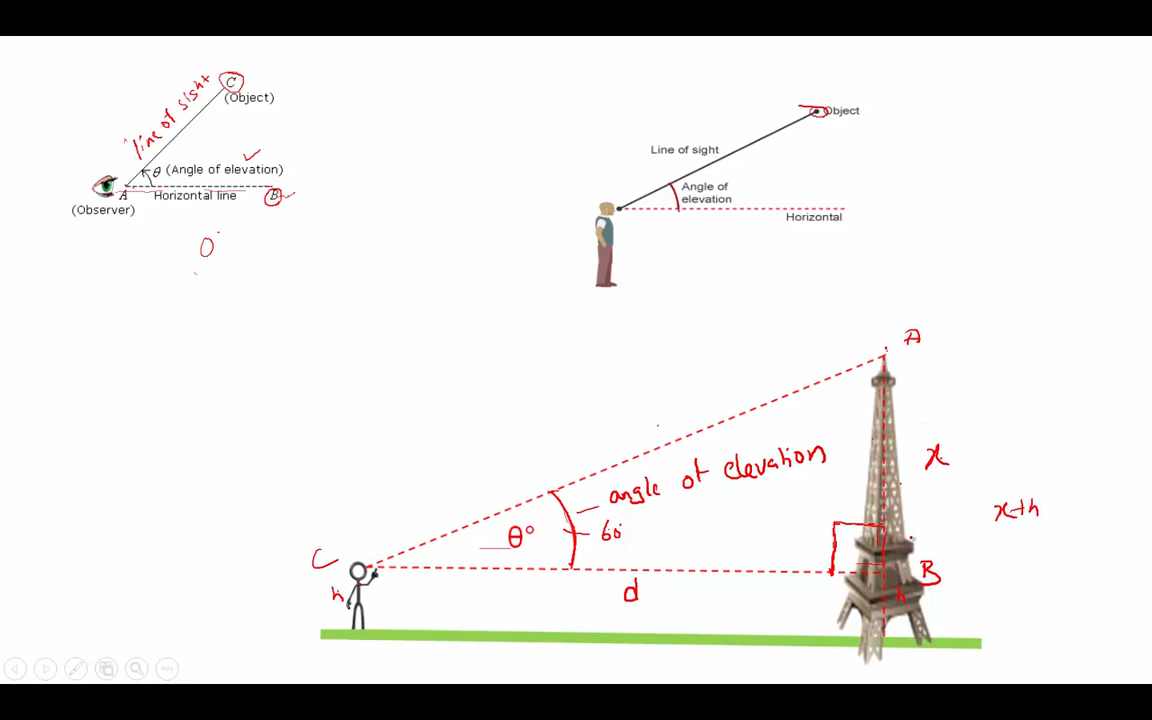 line of sight
C
(Object)
θ (Angle of elevation)
A
Horizontal line
B
(Observer)
0
Object
Line of sight
Angle of
elevation
Horizontal
A
x
angle of elevation
x+h
θ°
60°
C
B
h
d
h